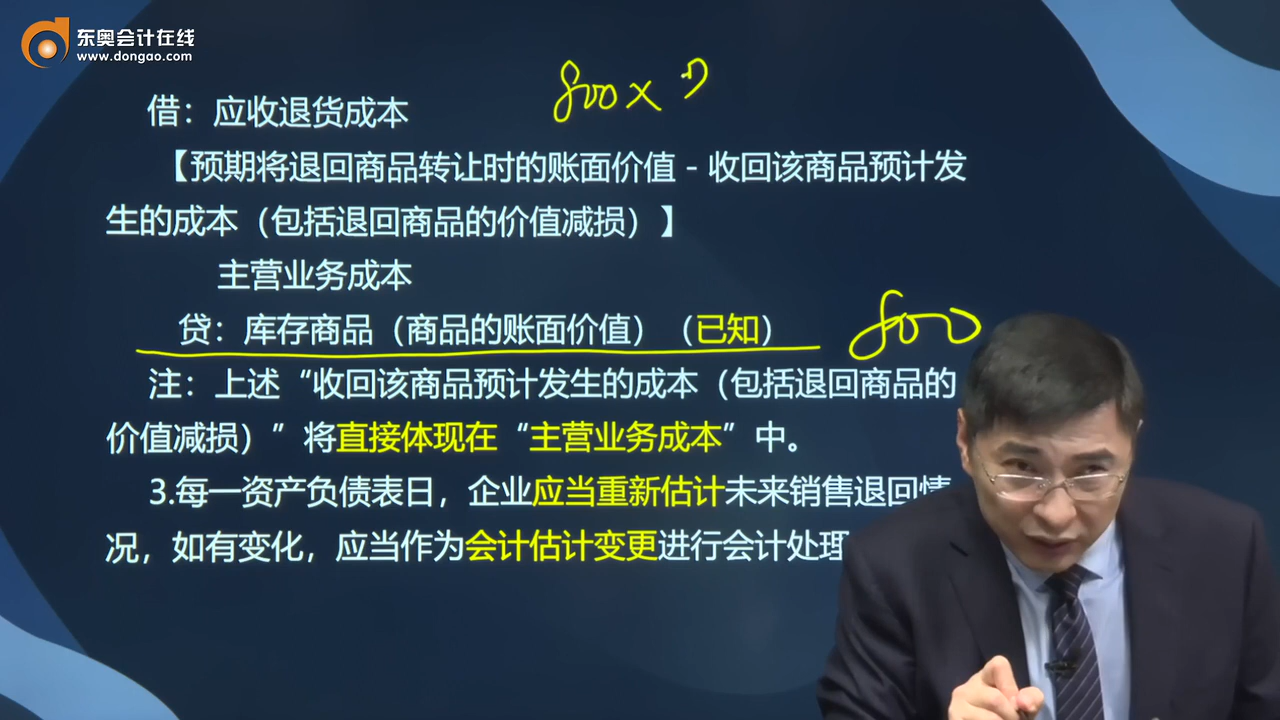 东奥会计在线
www.dongao.com
800×
借：应收退货成本
【预期将退回商品转让时的账面价值－收回该商品预计发
生的成本（包括退回商品的价值减损）】
主营业务成本
贷：库存商品（商品的账面价值）（已知）
800
注：上述“收回该商品预计发生的成本（包括退回商品的
价值减损）”将直接体现在“主营业务成本”中。
3.每一资产负债表日，企业应当重新估计未来销售退回情
况，如有变化，应当作为会计估计变更进行会计处理